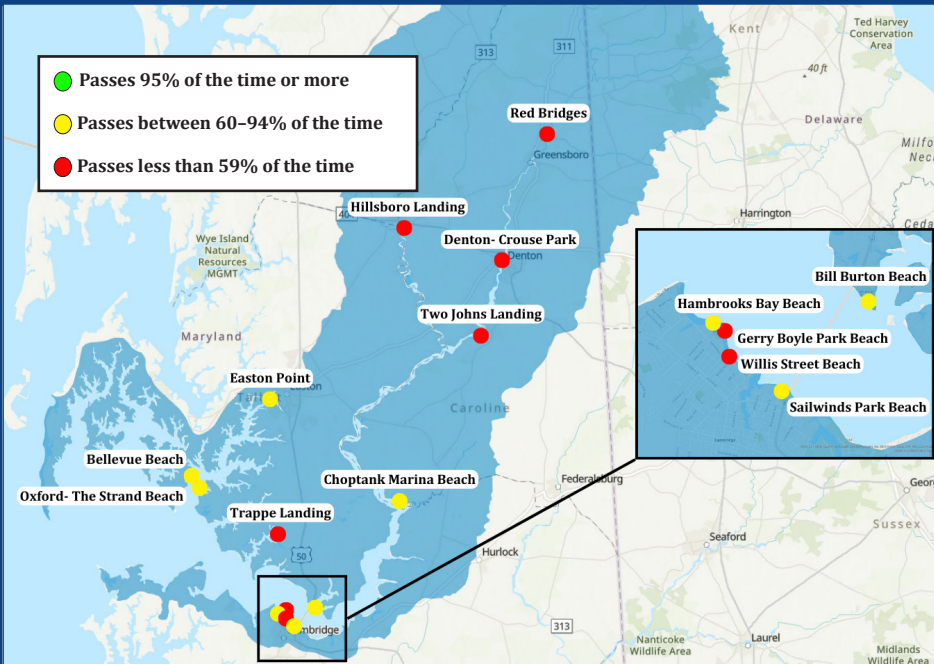 Kent
Ted Harvey
Conservation
Area
313
311
Passes 95% of the time or more
40 ft
Passes between 60–94% of the time
Red Bridges
Delaware
Passes less than 59% of the time
Greensboro
Hillsboro Landing
40
Harrington
Wye Island
Natural
Resources
MGMT
Denton- Crouse Park
Denton
Bill Burton Beach
Hambrooks Bay Beach
Two Johns Landing
Maryland
Gerry Boyle Park Beach
Willis Street Beach
Easton Point
Caroline
Sailwinds Park Beach
Bellevue Beach
Choptank Marina Beach
Federalsburg
Oxford- The Strand Beach
Trappe Landing
Sussex
Seaford
50
Hurlock
313
Nanticoke
Wildlife Area
Laurel
Midlands
Wildlife Area